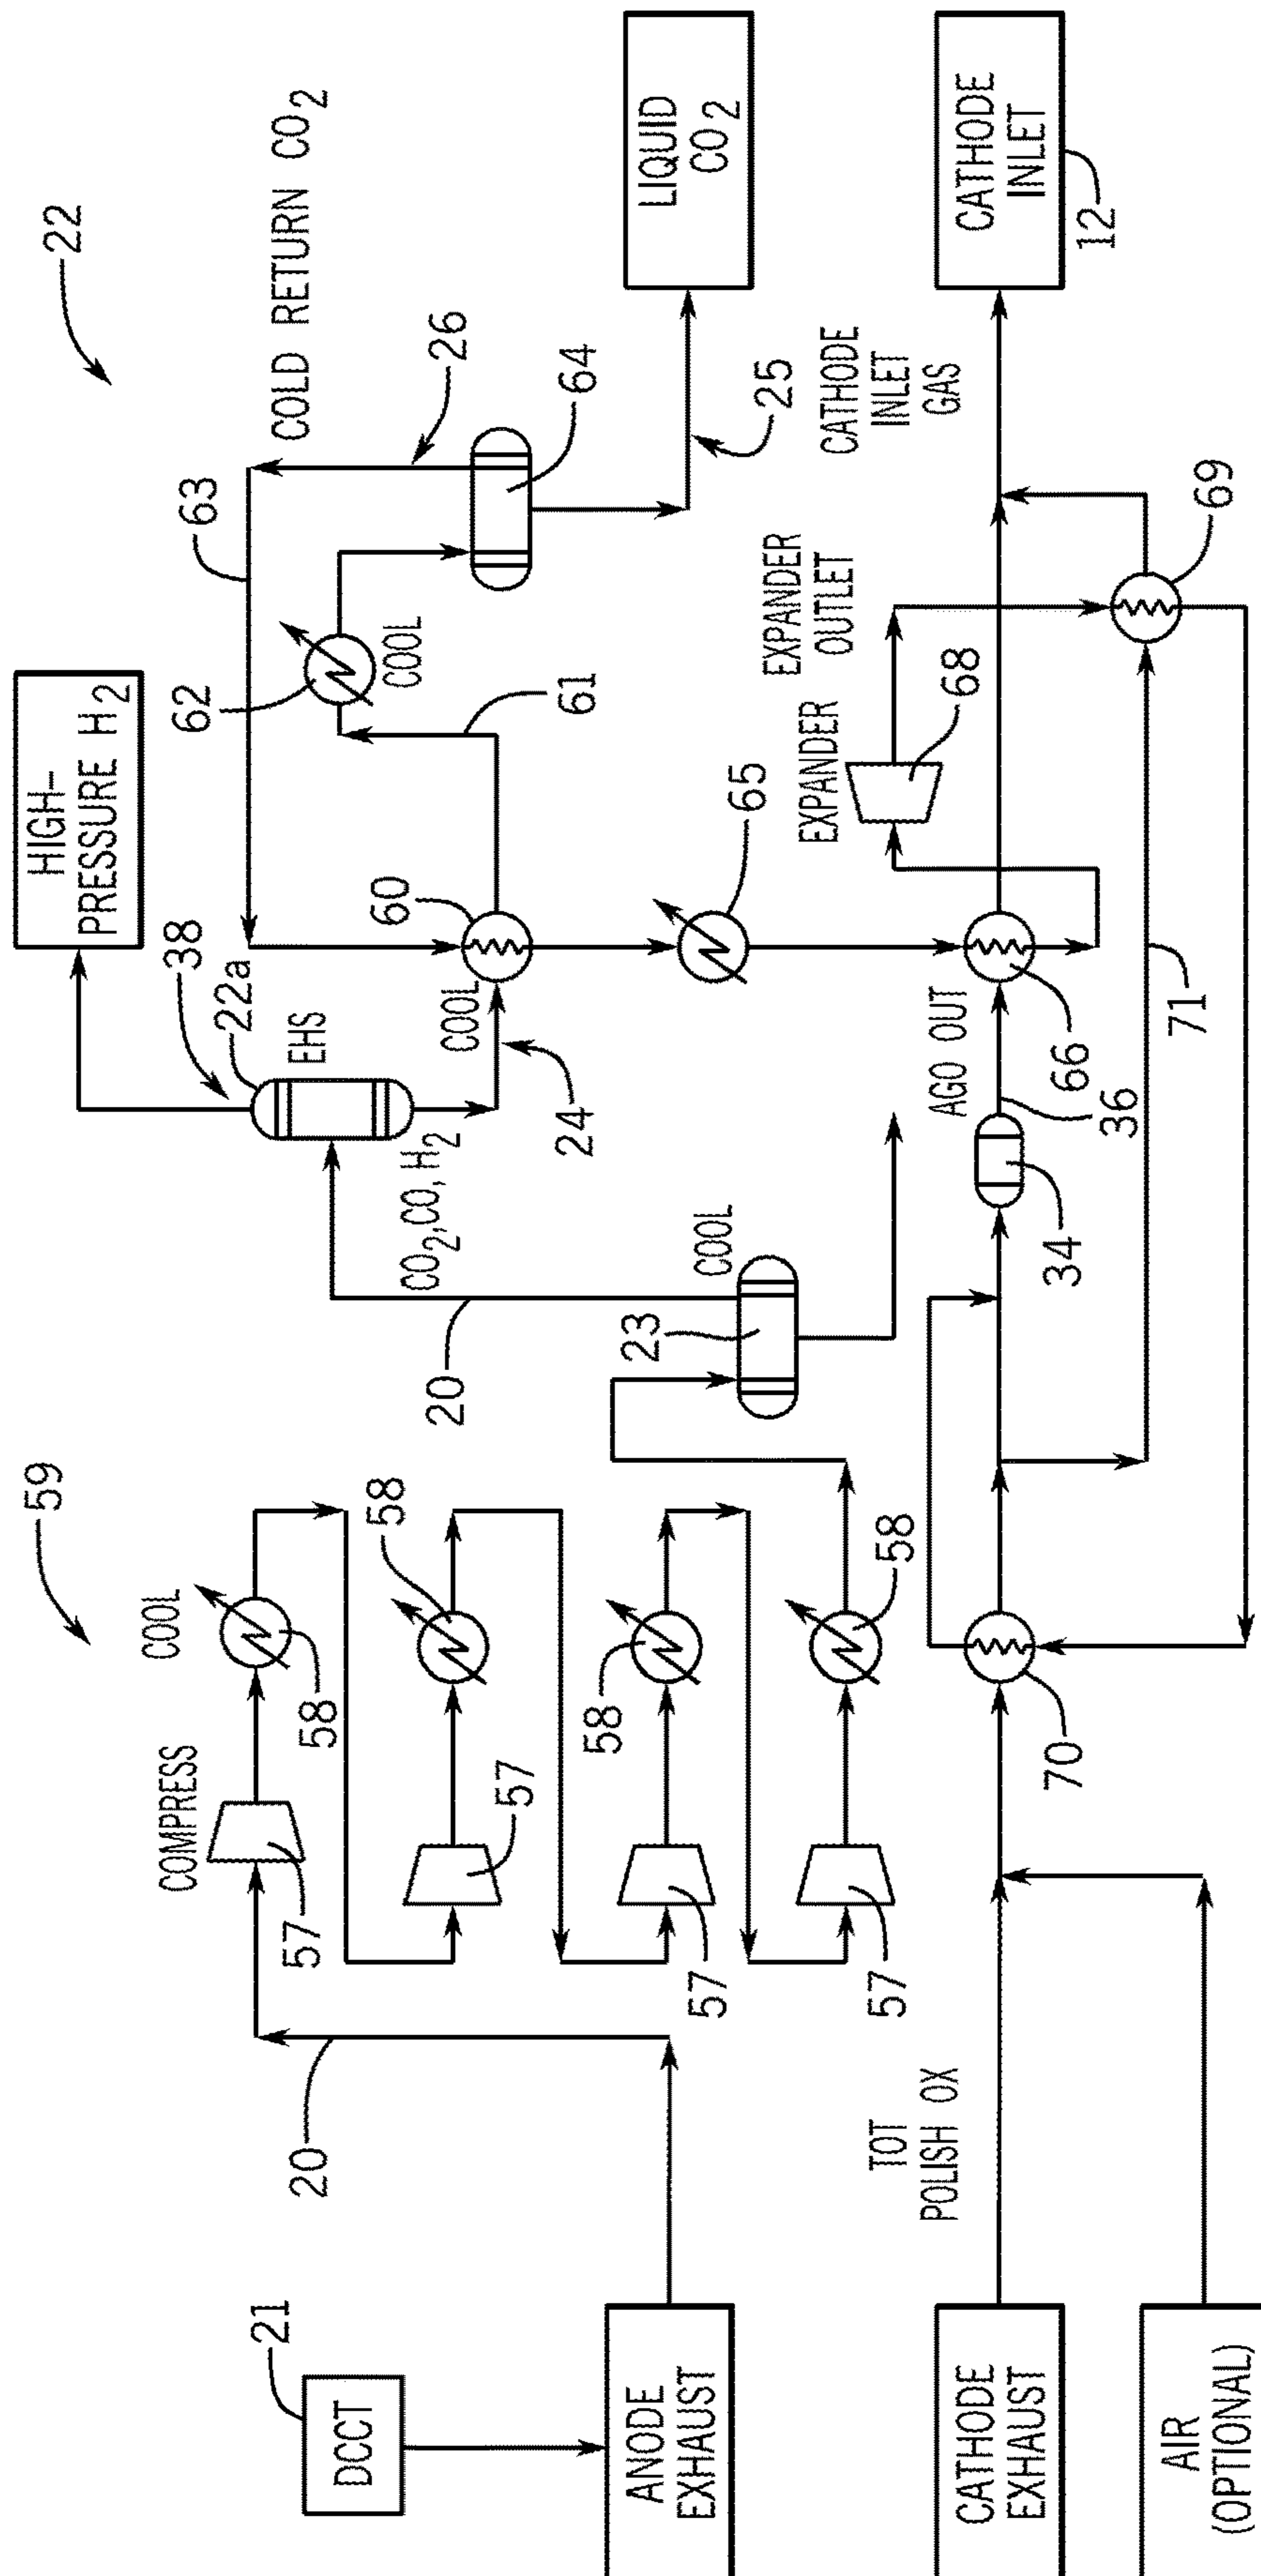 59
22
COMPRESS
COOL
57
58
57
58
57
58
57
58
20
20
23
COOL
CO2,CO, H2
38
22a
EHS
HIGH-
PRESSURE H2
COOL
24
60
61
62
COOL
63
COLD RETURN CO2
26
64
25
LIQUID
CO2
65
21
DCCT
ANODE
EXHAUST
CATHODE
EXHAUST
AIR
(OPTIONAL)
TOT
POLISH OX
70
34
36
AGO OUT
66
71
EXPANDER
68
EXPANDER
OUTLET
69
CATHODE
INLET
GAS
CATHODE
INLET
12